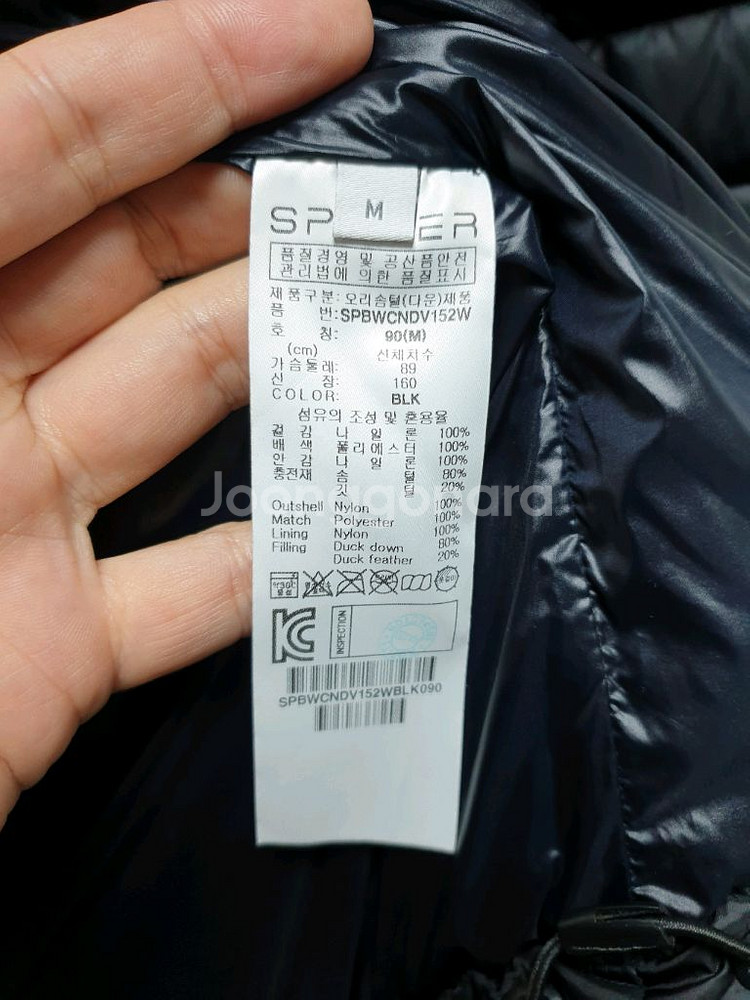 M
SP ER
품질경영 및 공산품안전
관리법에 의한 품질표시
제품구분: 오리솜털(다운)제품
품 번: SPBWCNDV152W
호 칭: 90(M)
(cm) 신체치수
가슴둘레: 89
신 장: 160
COLOR: BLK
섬유의 조성 및 혼용율
겉 감 나 일 론 100%
배 색 폴리에스터 100%
안 감 나 일 론 100%
충전재 솜 털 80%
깃 털 20%
Outshell Nylon 100%
Match Polyester 100%
Lining Nylon 100%
Filling Duck down 80%
Duck feather 20%
Joonggonara
INSPECTION
SPBWCNDV152WBLK090